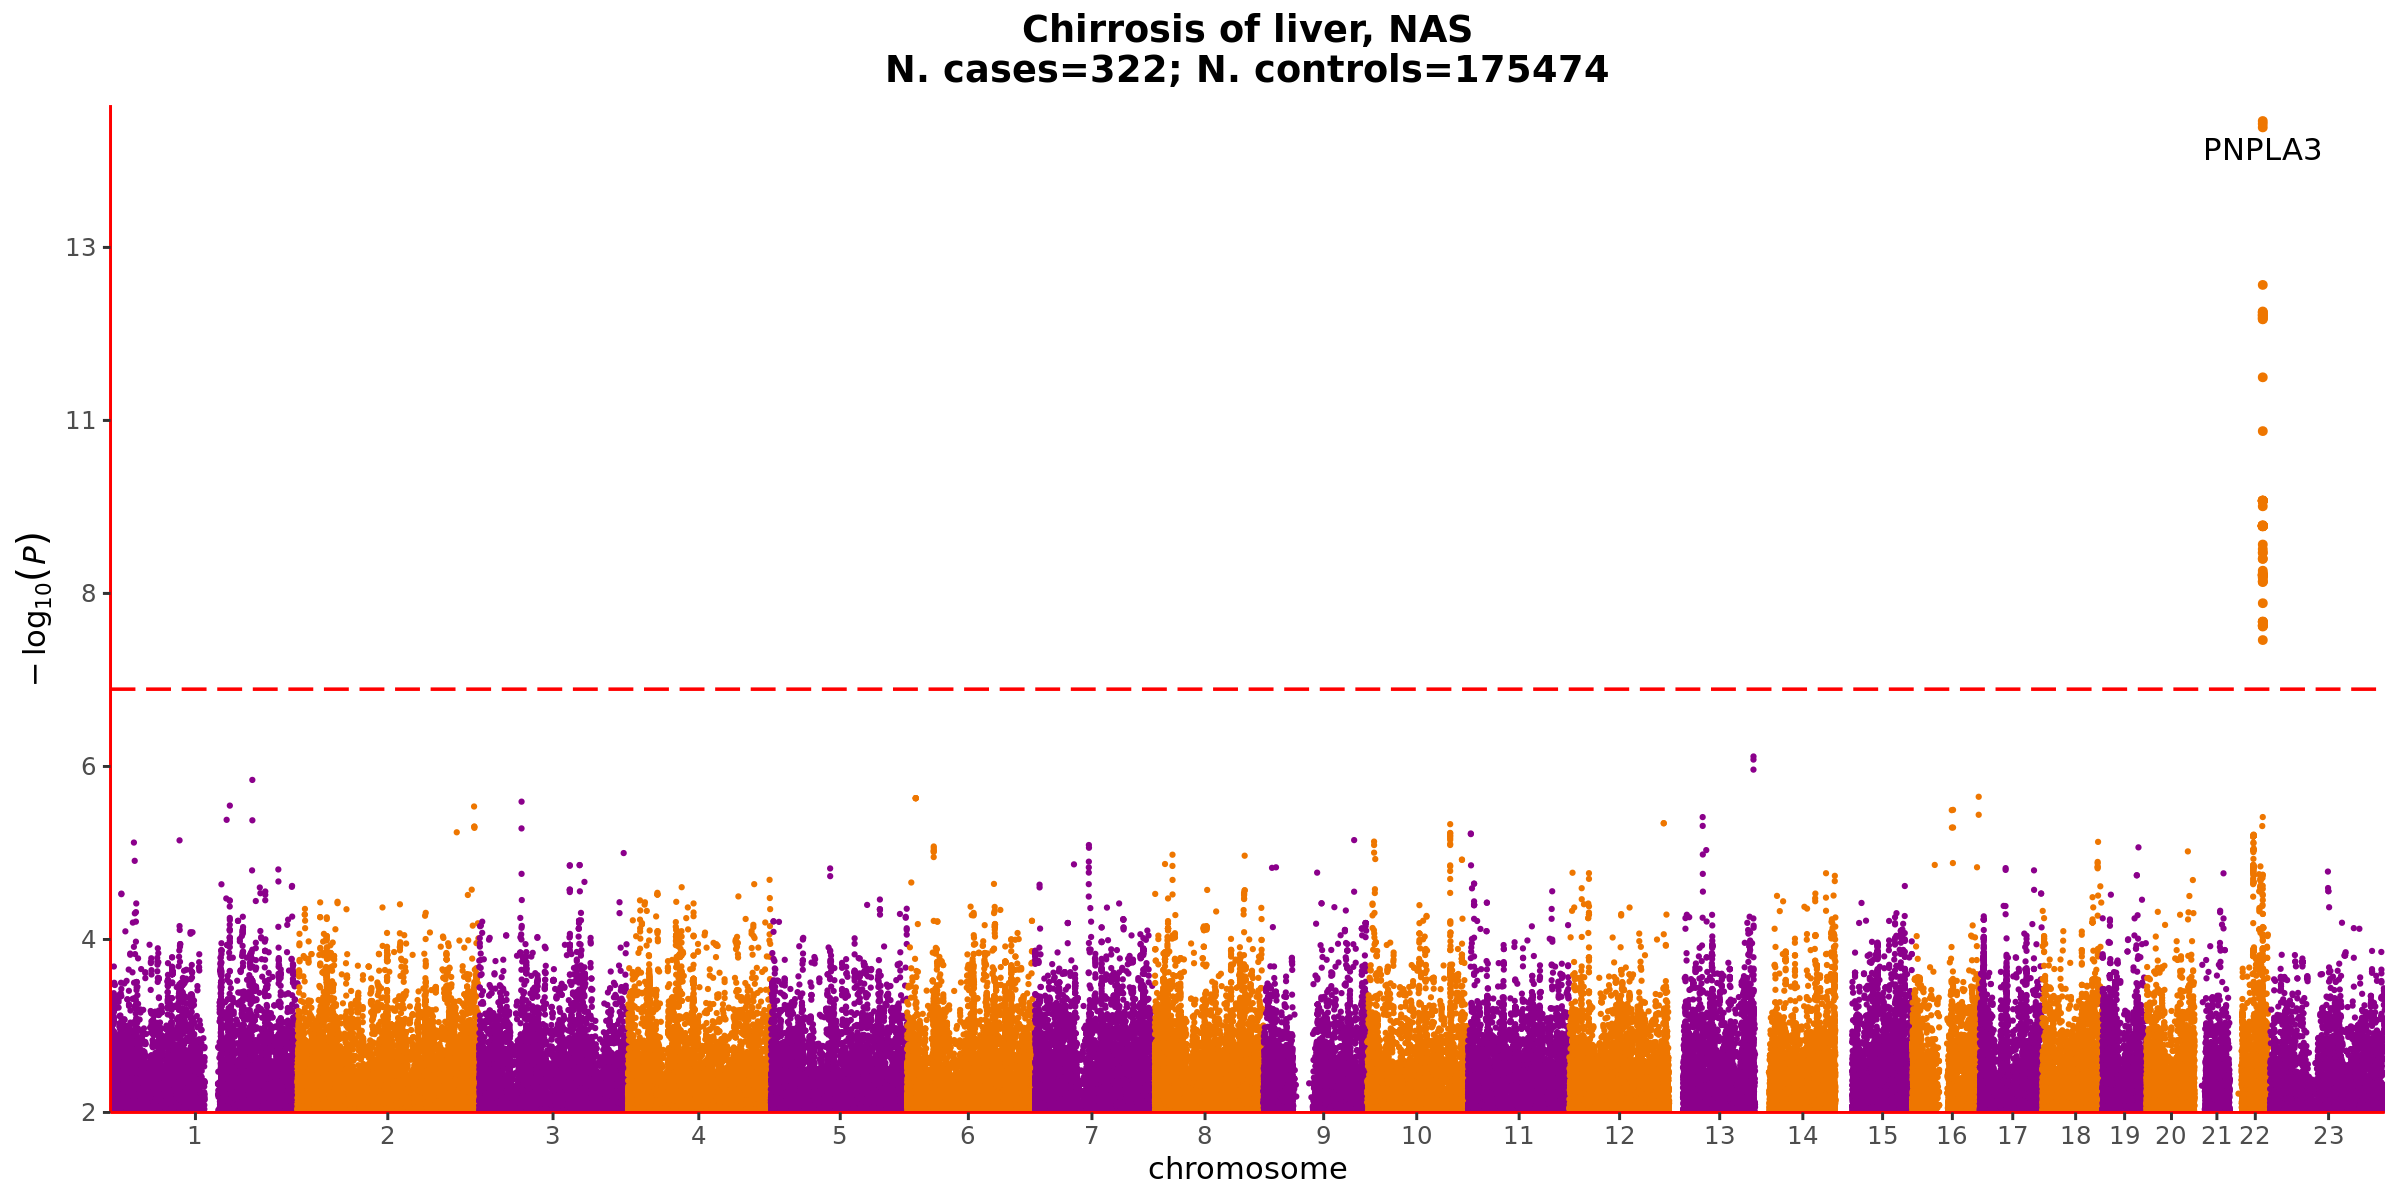 Chirrosis of liver, NAS
N. cases=322; N. controls=175474
PNPLA3
13
11
8
6
4
2
−log10(P)
1 2 3 4 5 6 7 8 9 10 11 12 13 14 15 16 17 18 19 20 21 22 23
chromosome